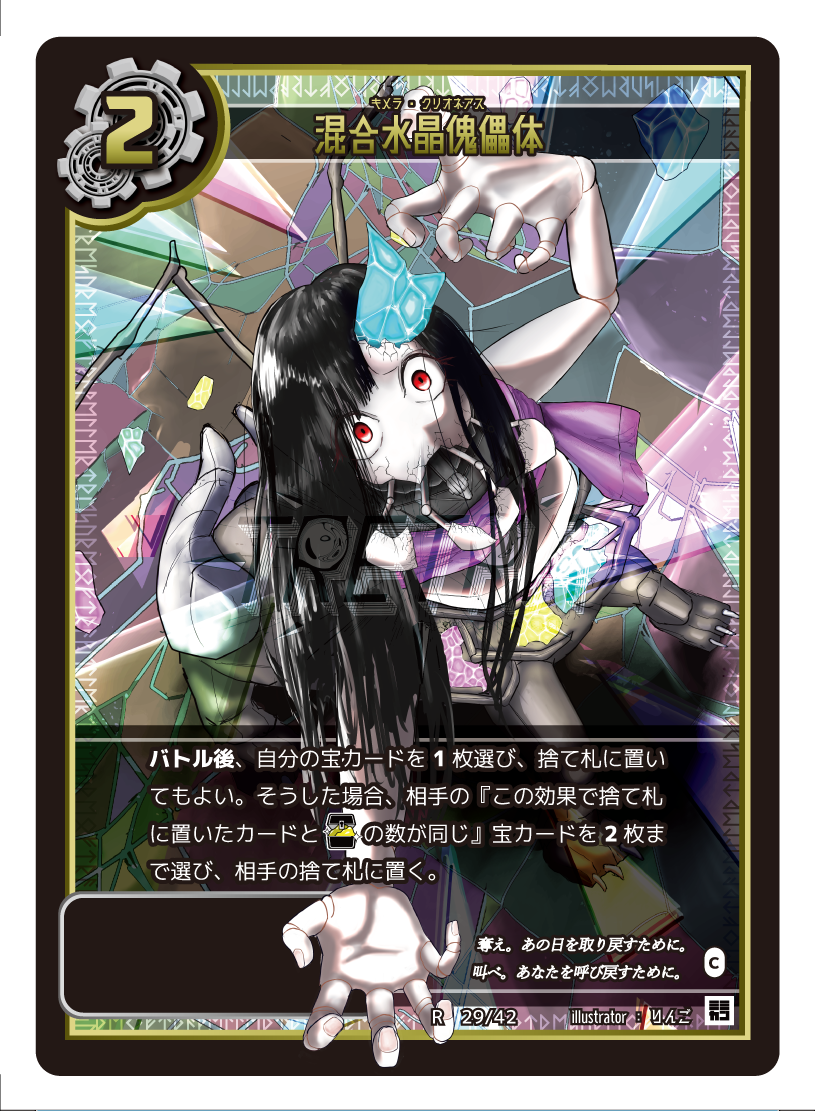 2
キメラ・クリオネアス
混合水晶傀儡体
バトル後、自分の宝カードを1枚選び、捨て札に置い
てもよい。そうした場合、相手の『この効果で捨て札
に置いたカードと の数が同じ』宝カードを2枚ま
で選び、相手の捨て札に置く。
奪え。あの日を取り戻すために。
叫べ。あなたを呼び戻すために。
C
R 29/42 illustrator : りんご